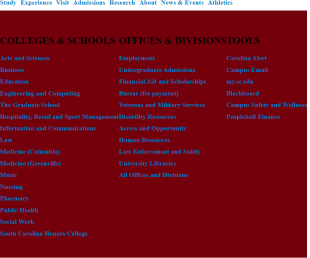 Study Experience Visit Admissions Research About News & Events Athletics
COLLEGES & SCHOOLS
Arts and Sciences
Business
Education
Engineering and Computing
The Graduate School
Hospitality, Retail and Sport Management
Information and Communications
Law
Medicine (Columbia)
Medicine (Greenville)
Music
Nursing
Pharmacy
Public Health
Social Work
South Carolina Honors College
OFFICES & DIVISIONS
Employment
Undergraduate Admissions
Financial Aid and Scholarships
Bursar (fee payment)
Veterans and Military Services
Disability Resources
Access and Opportunity
Human Resources
Law Enforcement and Safety
University Libraries
All Offices and Divisions
TOOLS
Carolina Alert
Campus Email
my.sc.edu
Blackboard
Campus Safety and Wellness
PeopleSoft Finance